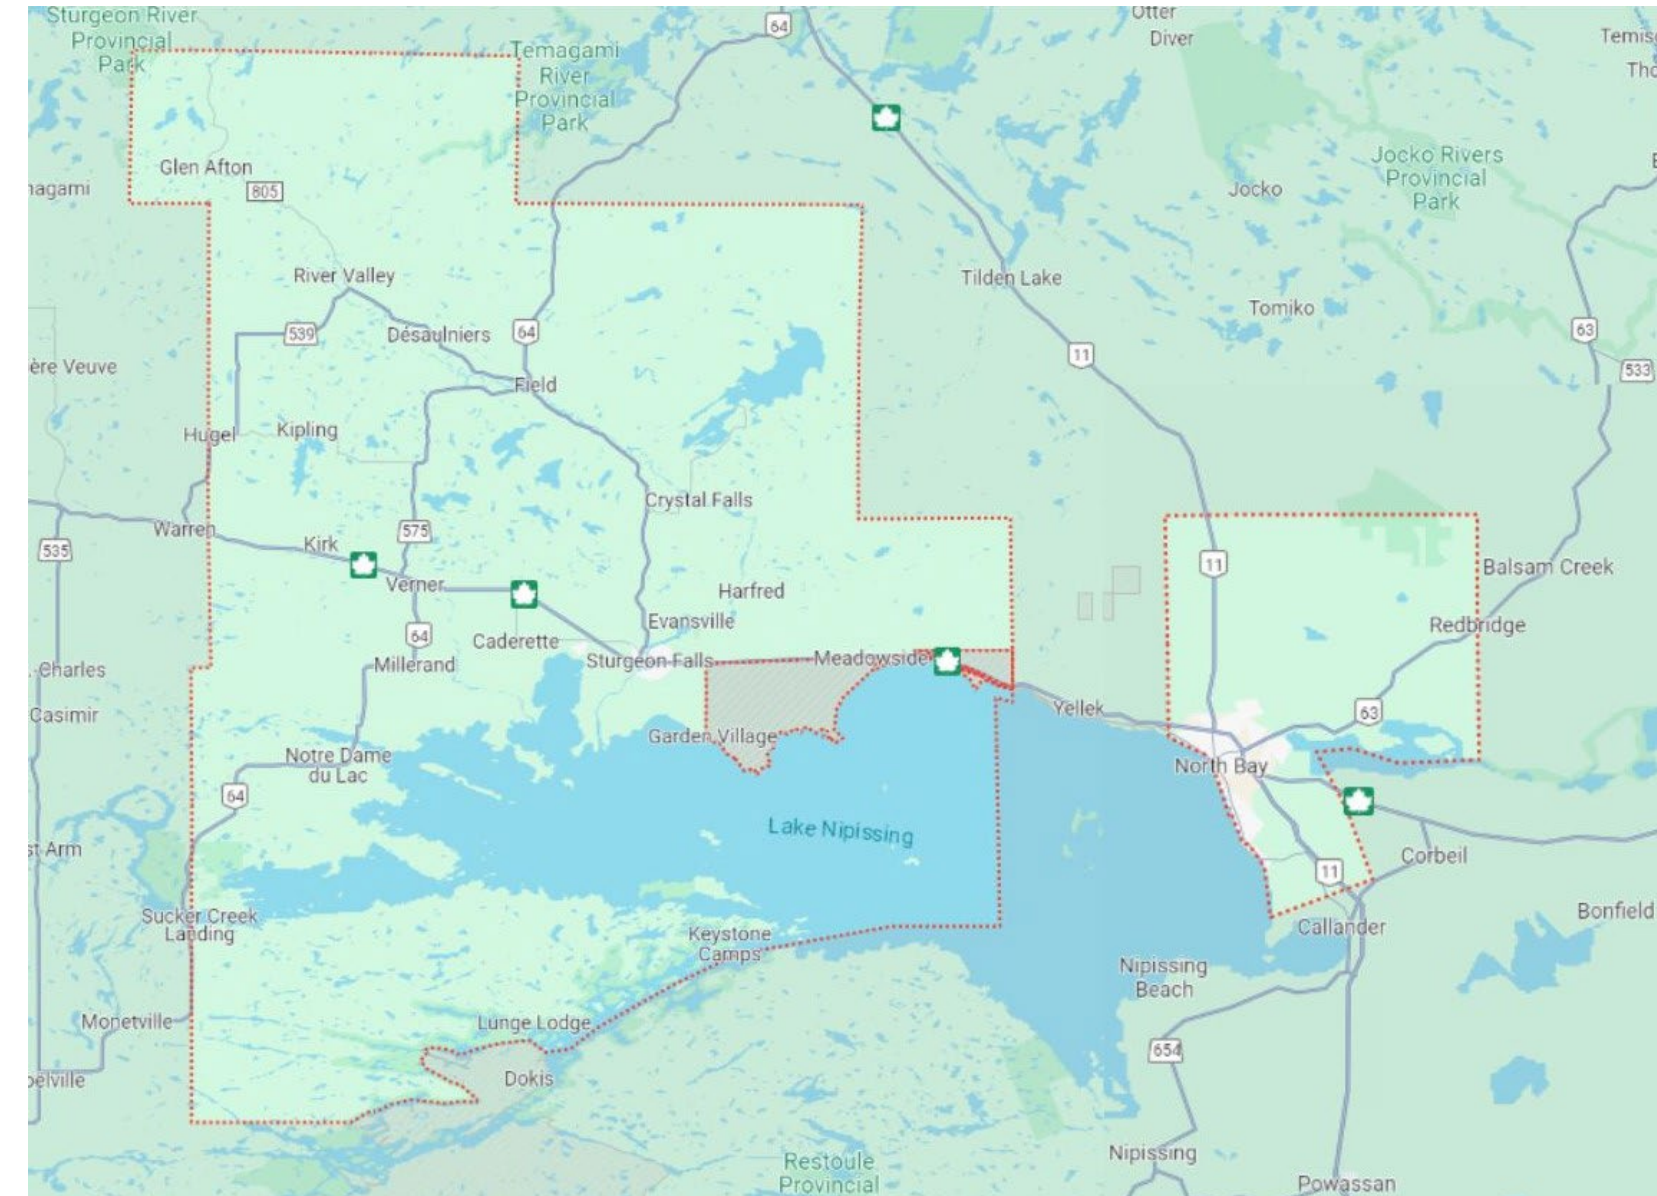 Sturgeon River
Provincial
Park
Temagami
River
Provincial
Park
64
Otter
Diver
Glen Afton
805
Jocko
Jocko Rivers
Provincial
Park
River Valley
Tilden Lake
Tomiko
539
Désaulniers
64
11
63
533
ère Veuve
Field
Hugel
Kipling
Crystal Falls
Warren
Kirk
575
535
11
Balsam Creek
Verner
Harfred
Evansville
Redbridge
64
Caderette
Millerand
Sturgeon Falls
Meadowside
Charles
Casimir
Yellek
63
Garden Village
Notre Dame
du Lac
North Bay
64
Lake Nipissing
st Arm
Corbeil
11
Sucker Creek
Landing
Bonfield
Keystone
Camps
Callander
Nipissing
Beach
Monetville
Lunge Lodge
654
Dokis
Nipissing
Restoule
Provincial
Powassan